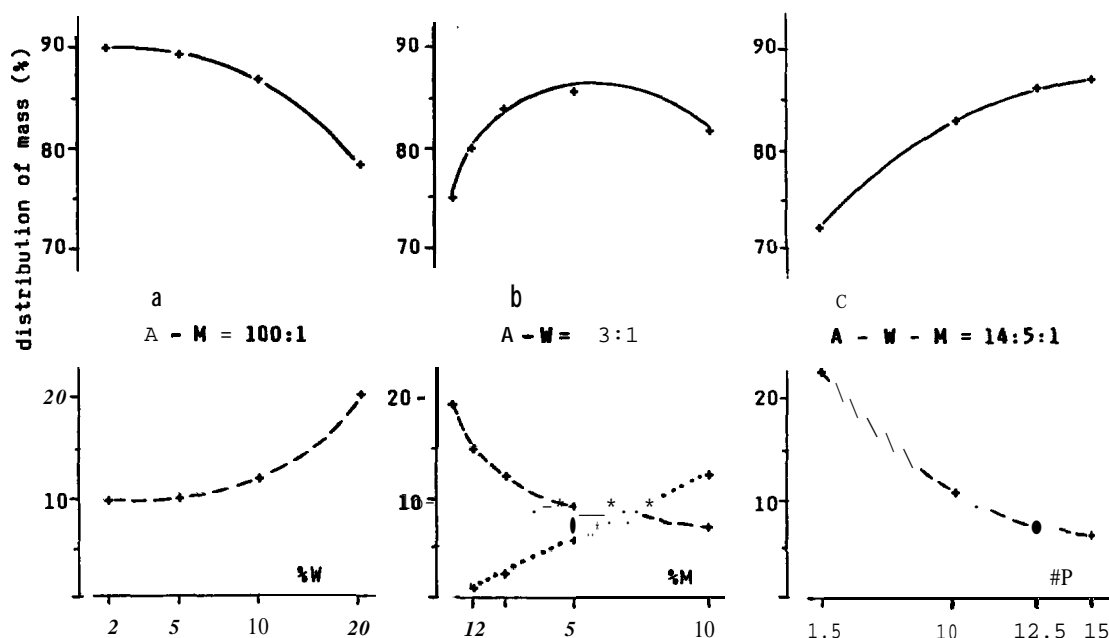 distribution of mass (%)
90
80
70
90
80
70
90
80
70
a
b
C
A - M = 100:1
A - W = 3:1
A - W - M = 14:5:1
20
10
20
10
20
10
%W
%M
#P
2 5 10 20
12 5 10
1.5 10 12.5 15